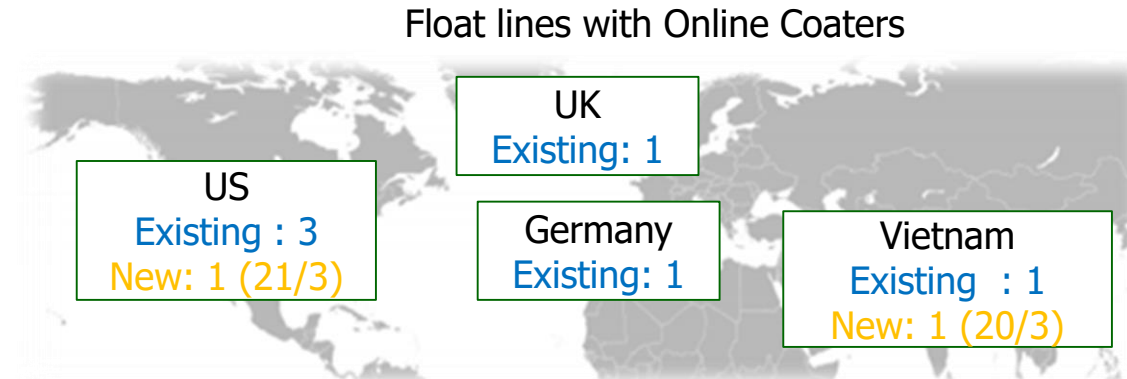 Float lines with Online Coaters
UK
Existing: 1
US
Existing : 3
New: 1 (21/3)
Germany
Existing: 1
Vietnam
Existing  : 1
New: 1 (20/3)